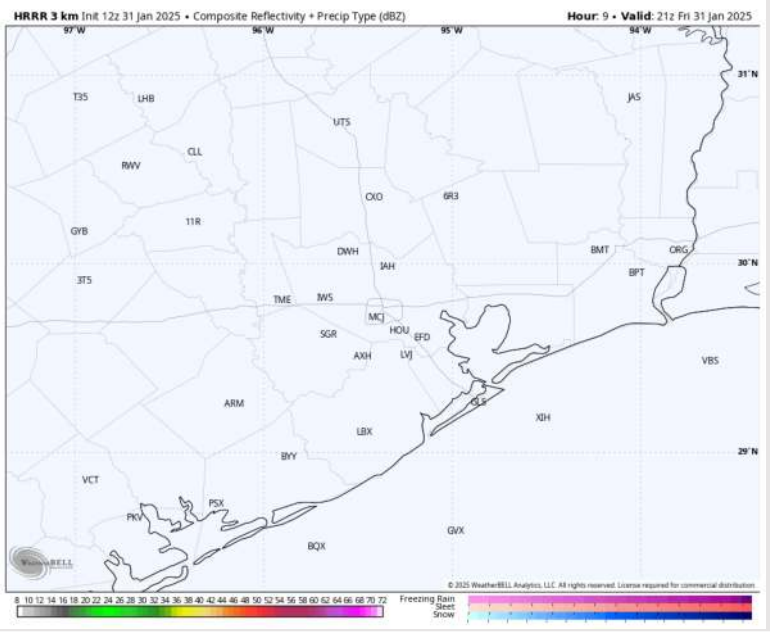 HRRR 3 km Init 12z 31 Jan 2025 • Composite Reflectivity + Precip Type (dBZ) Hour: 9 • Valid: 21z Fri 31 Jan 2025
97°W 96°W 95°W 94°W
31°N
T35 LHB JAS
UTS
CLL
RWV
CXO 6R3
11R
GYB
DWH BMT ORG
IAH 30°N
3T5 BPT
TME IWS
MCJ
SGR HOU EFD
AXH LVJ VBS
ARM GLS
LBX XIH
BYY 29°N
VCT
PSX
PKV
GVX
BQX
WeatherBELL
© 2025 WeatherBELL Analytics, LLC. All rights reserved. License required for commercial distribution.
8 10 12 14 16 18 20 22 24 26 28 30 32 34 36 38 40 42 44 46 48 50 52 54 56 58 60 62 64 66 68 70 72
Freezing Rain
Sleet
Snow